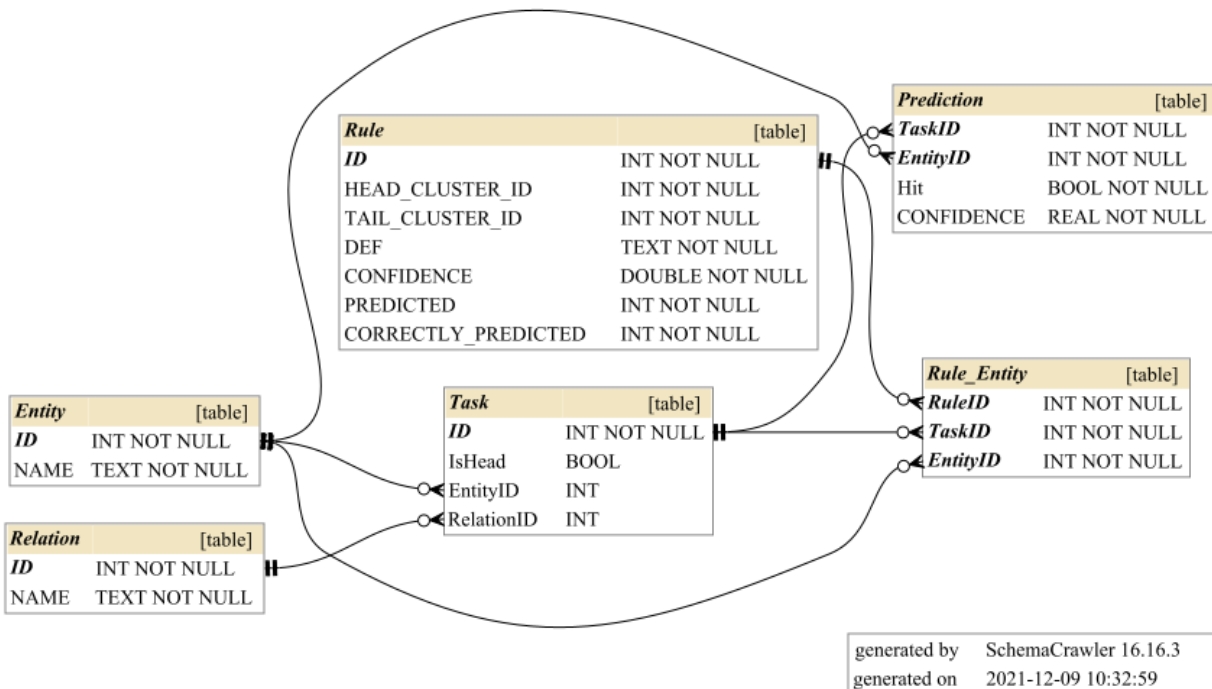 Prediction [table]
TaskID INT NOT NULL
EntityID INT NOT NULL
Hit BOOL NOT NULL
CONFIDENCE REAL NOT NULL
Rule [table]
ID INT NOT NULL
HEAD_CLUSTER_ID INT NOT NULL
TAIL_CLUSTER_ID INT NOT NULL
DEF TEXT NOT NULL
CONFIDENCE DOUBLE NOT NULL
PREDICTED INT NOT NULL
CORRECTLY_PREDICTED INT NOT NULL
Rule_Entity [table]
RuleID INT NOT NULL
TaskID INT NOT NULL
EntityID INT NOT NULL
Task [table]
ID INT NOT NULL
IsHead BOOL
EntityID INT
RelationID INT
Entity [table]
ID INT NOT NULL
NAME TEXT NOT NULL
Relation [table]
ID INT NOT NULL
NAME TEXT NOT NULL
generated by SchemaCrawler 16.16.3
generated on 2021-12-09 10:32:59